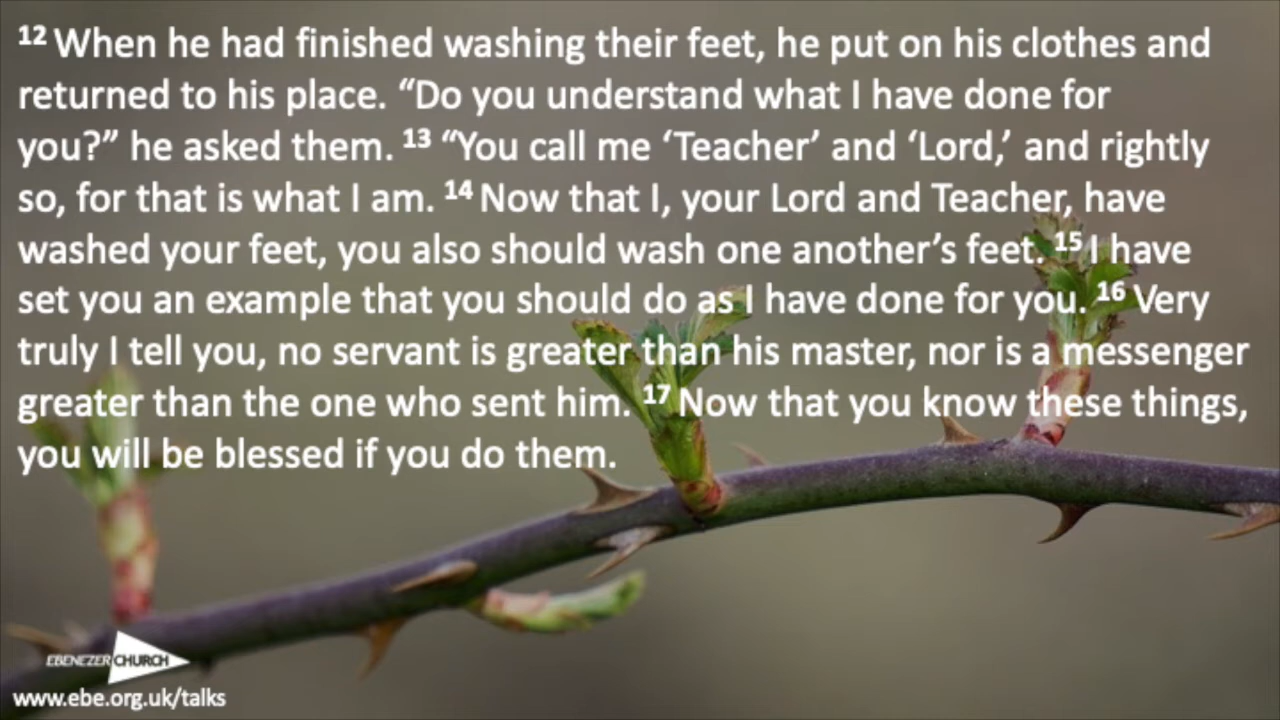 12 When he had finished washing their feet, he put on his clothes and
returned to his place. “Do you understand what I have done for
you?” he asked them. 13 “You call me ‘Teacher’ and ‘Lord,’ and rightly
so, for that is what I am. 14 Now that I, your Lord and Teacher, have
washed your feet, you also should wash one another’s feet. 15 I have
set you an example that you should do as I have done for you. 16 Very
truly I tell you, no servant is greater than his master, nor is a messenger
greater than the one who sent him. 17 Now that you know these things,
you will be blessed if you do them.
EBENEZER CHURCH
www.ebe.org.uk/talks